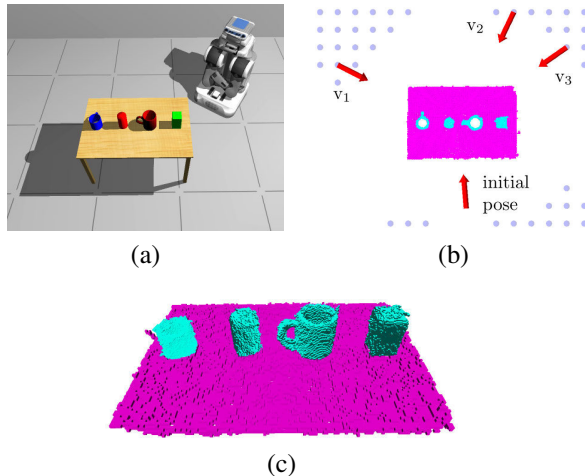 v₂
v₁
v₃
initial
pose
(a)
(b)
(c)